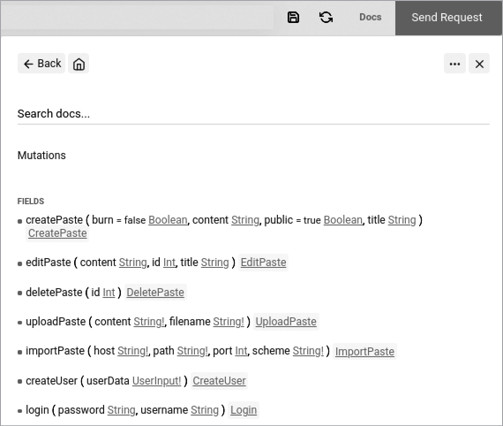 Docs
Send Request
Back
Search docs...
Mutations
FIELDS
createPaste ( burn = false Boolean, content String, public = true Boolean, title String )
CreatePaste
editPaste ( content String, id Int, title String ) EditPaste
deletePaste ( id Int ) DeletePaste
uploadPaste ( content String!, filename String! ) UploadPaste
importPaste ( host String!, path String!, port Int, scheme String! ) ImportPaste
createUser ( userData UserInput! ) CreateUser
login ( password String, username String ) Login